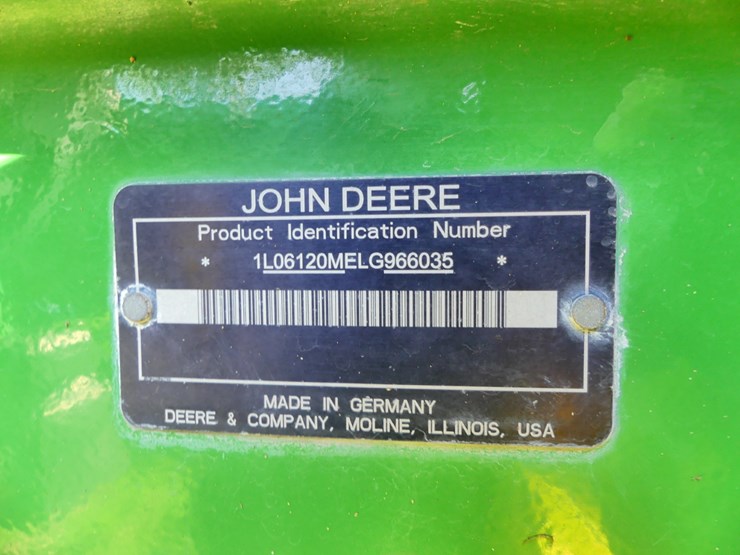 JOHN DEERE
Product Identification Number
* 1L06120MELG966035 *
MADE IN GERMANY
DEERE & COMPANY, MOLINE, ILLINOIS, USA